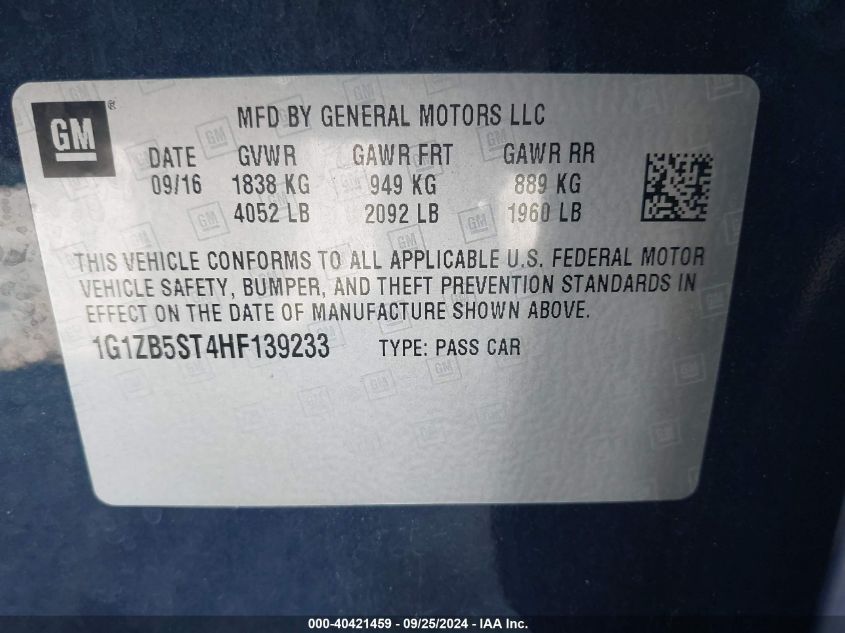 GM ®
MFD BY GENERAL MOTORS LLC
DATE GVWR GAWR FRT GAWR RR
09/16 1838 KG 949 KG 889 KG
4052 LB 2092 LB 1960 LB
THIS VEHICLE CONFORMS TO ALL APPLICABLE U.S. FEDERAL MOTOR
VEHICLE SAFETY, BUMPER, AND THEFT PREVENTION STANDARDS IN
EFFECT ON THE DATE OF MANUFACTURE SHOWN ABOVE.
1G1ZB5ST4HF139233 TYPE: PASS CAR
000-40421459 - 09/25/2024 - IAA Inc.